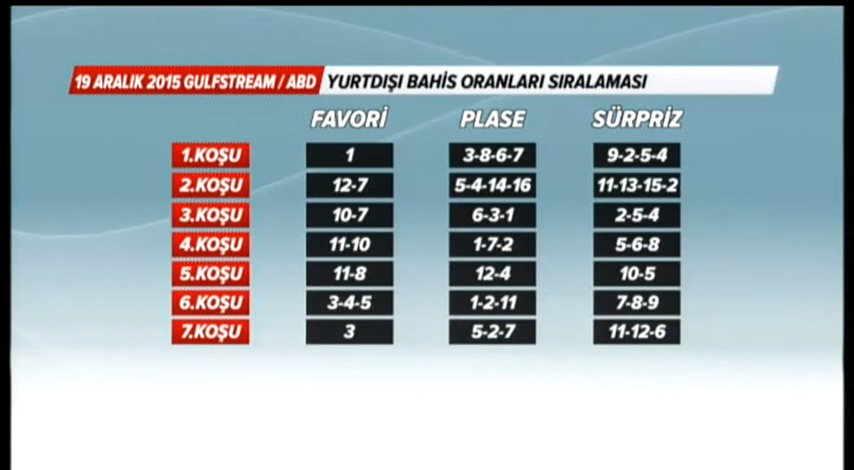 19 ARALIK 2015 GULFSTREAM / ABD YURTDIŞI BAHİS ORANLARI SIRALAMASI
FAVORİ PLASE SÜRPRİZ
1.KOŞU 1 3-8-6-7 9-2-5-4
2.KOŞU 12-7 5-4-14-16 11-13-15-2
3.KOŞU 10-7 6-3-1 2-5-4
4.KOŞU 11-10 1-7-2 5-6-8
5.KOŞU 11-8 12-4 10-5
6.KOŞU 3-4-5 1-2-11 7-8-9
7.KOŞU 3 5-2-7 11-12-6